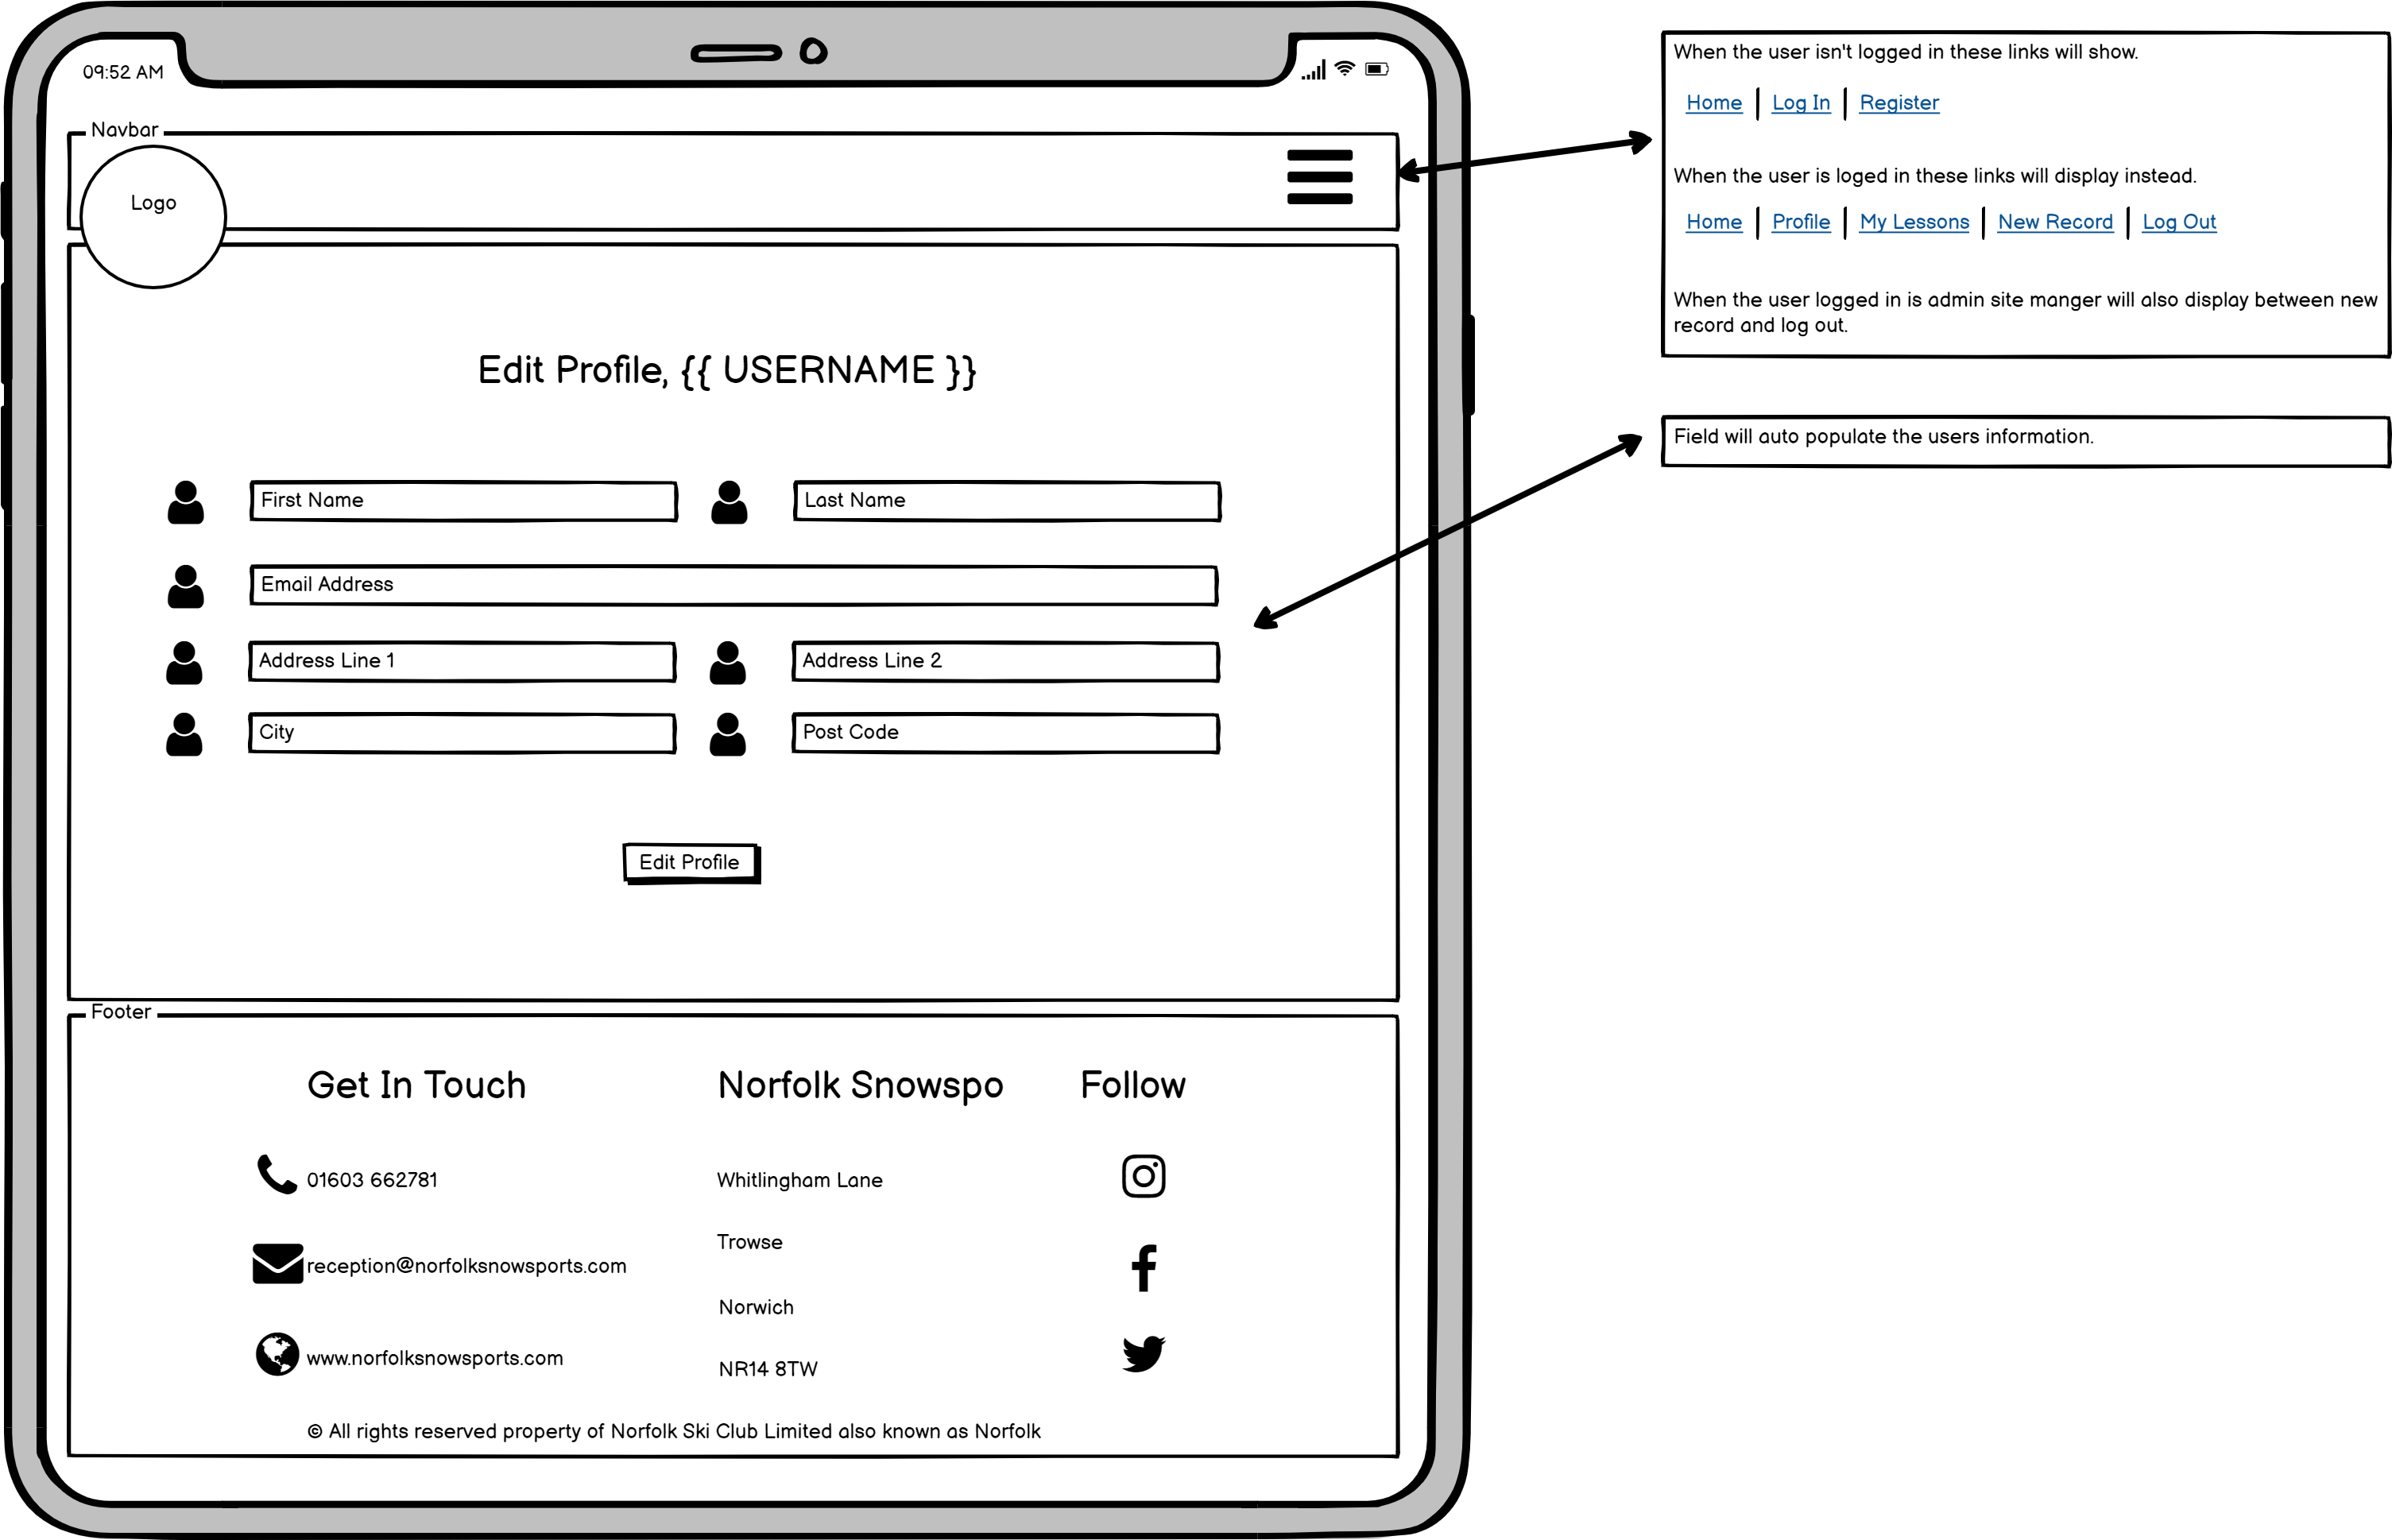 09:52 AM
Navbar
Logo
Edit Profile, {{ USERNAME }}
First Name
Last Name
Email Address
Address Line 1
Address Line 2
City
Post Code
Edit Profile
Footer
Get In Touch
01603 662781
reception@norfolksnowsports.com
www.norfolksnowsports.com
Norfolk Snowspo
Whitlingham Lane
Trowse
Norwich
NR14 8TW
Follow
© All rights reserved property of Norfolk Ski Club Limited also known as Norfolk
When the user isn't logged in these links will show.
Home | Log In | Register
When the user is loged in these links will display instead.
Home | Profile | My Lessons | New Record | Log Out
When the user logged in is admin site manger will also display between new
record and log out.
Field will auto populate the users information.